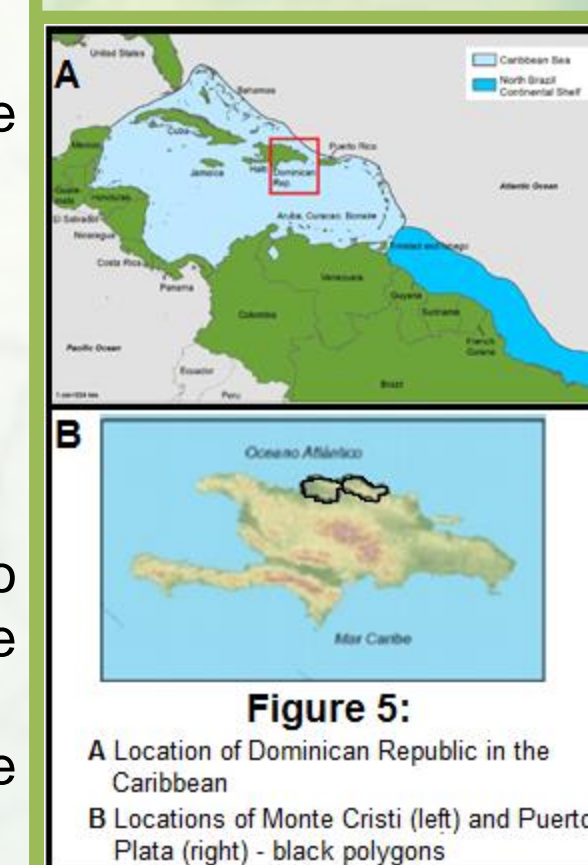 e
o
e
e
A
United States
Bahamas
Caribbean Sea
North Brazil
Continental Shelf
Mexico
Cuba
Jamaica
Haiti
Dominican
Rep.
Puerto Rico
Atlantic Ocean
Guate-
mala
Honduras
El Salvador
Nicaragua
Costa Rica
Panama
Aruba, Curacao, Bonaire
Trinidad and Tobago
Venezuela
Guyana
Suriname
French
Guiana
Colombia
Pacific Ocean
Ecuador
Peru
Brazil
B
Oceano Atlántico
Mar Caribe
Figure 5:
A Location of Dominican Republic in the
Caribbean
B Locations of Monte Cristi (left) and Puerto
Plata (right) - black polygons